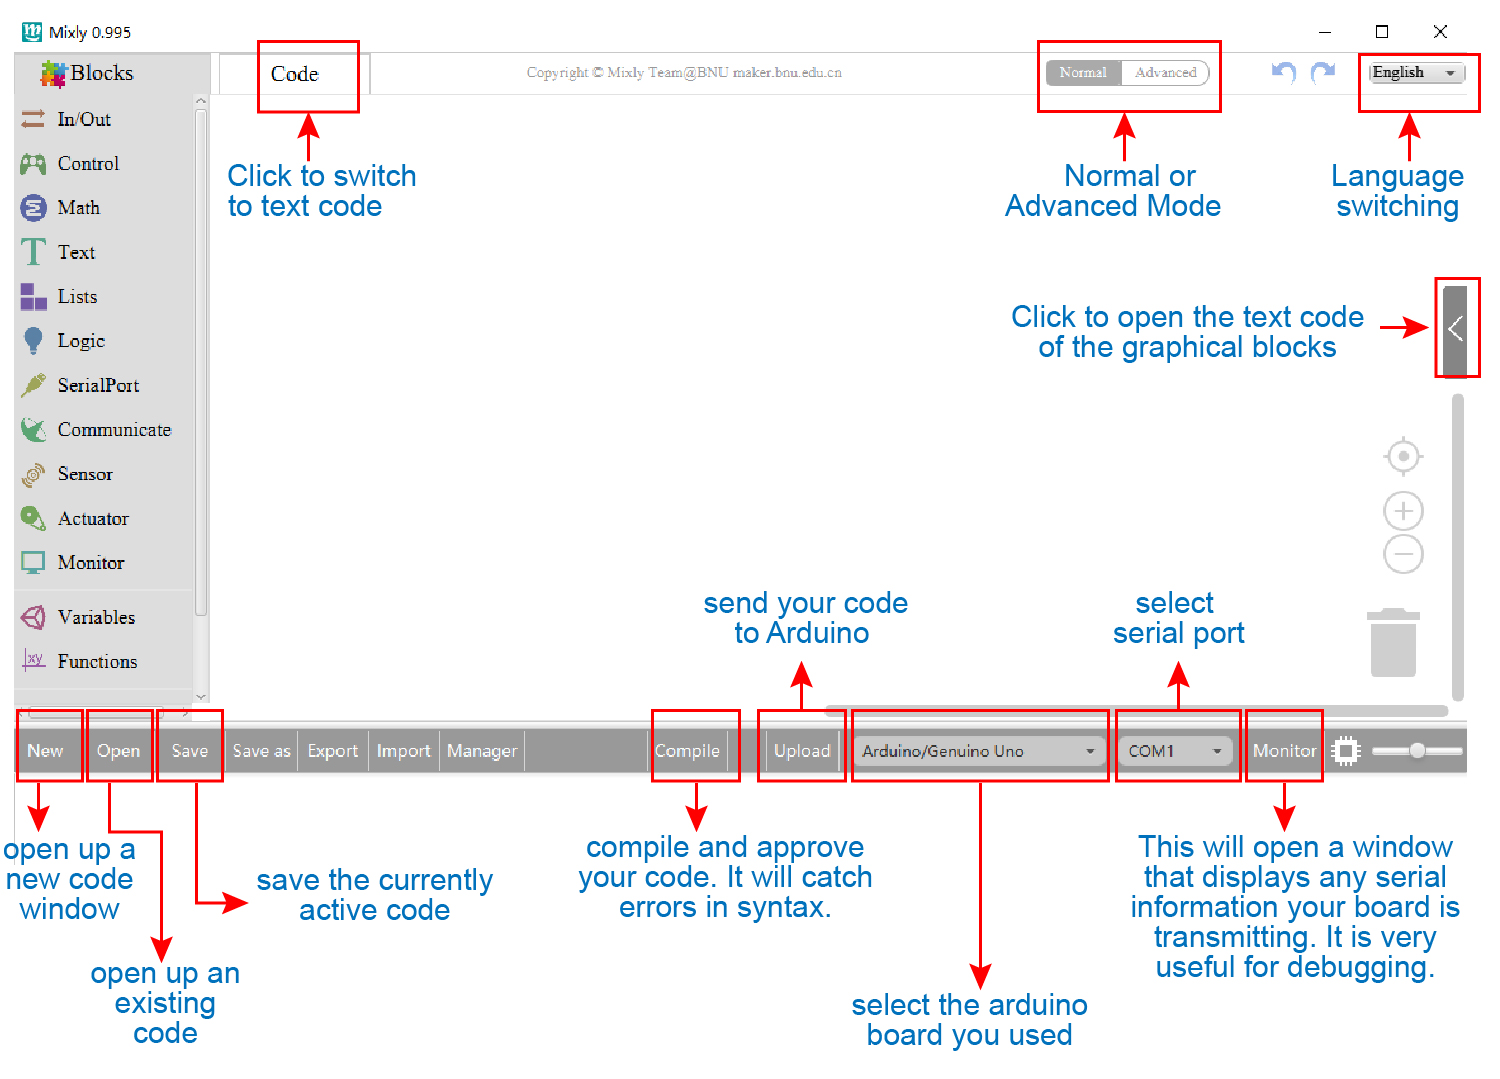 Mixly 0.995
Blocks
Code
Copyright © Mixly Team@BNU maker.bnu.edu.cn
Normal
Advanced
English
In/Out
Control
Math
Text
Lists
Logic
SerialPort
Communicate
Sensor
Actuator
Monitor
Variables
xy
Functions
Click to switch
to text code
Normal or
Advanced Mode
Language
switching
Click to open the text code
of the graphical blocks
send your code
to Arduino
select
serial port
New
Open
Save
Save as
Export
Import
Manager
Compile
Upload
Arduino/Genuino Uno
COM1
Monitor
open up a
new code
window
open up an
existing
code
save the currently
active code
compile and approve
your code. It will catch
errors in syntax.
select the arduino
board you used
This will open a window
that displays any serial
information your board is
transmitting. It is very
useful for debugging.